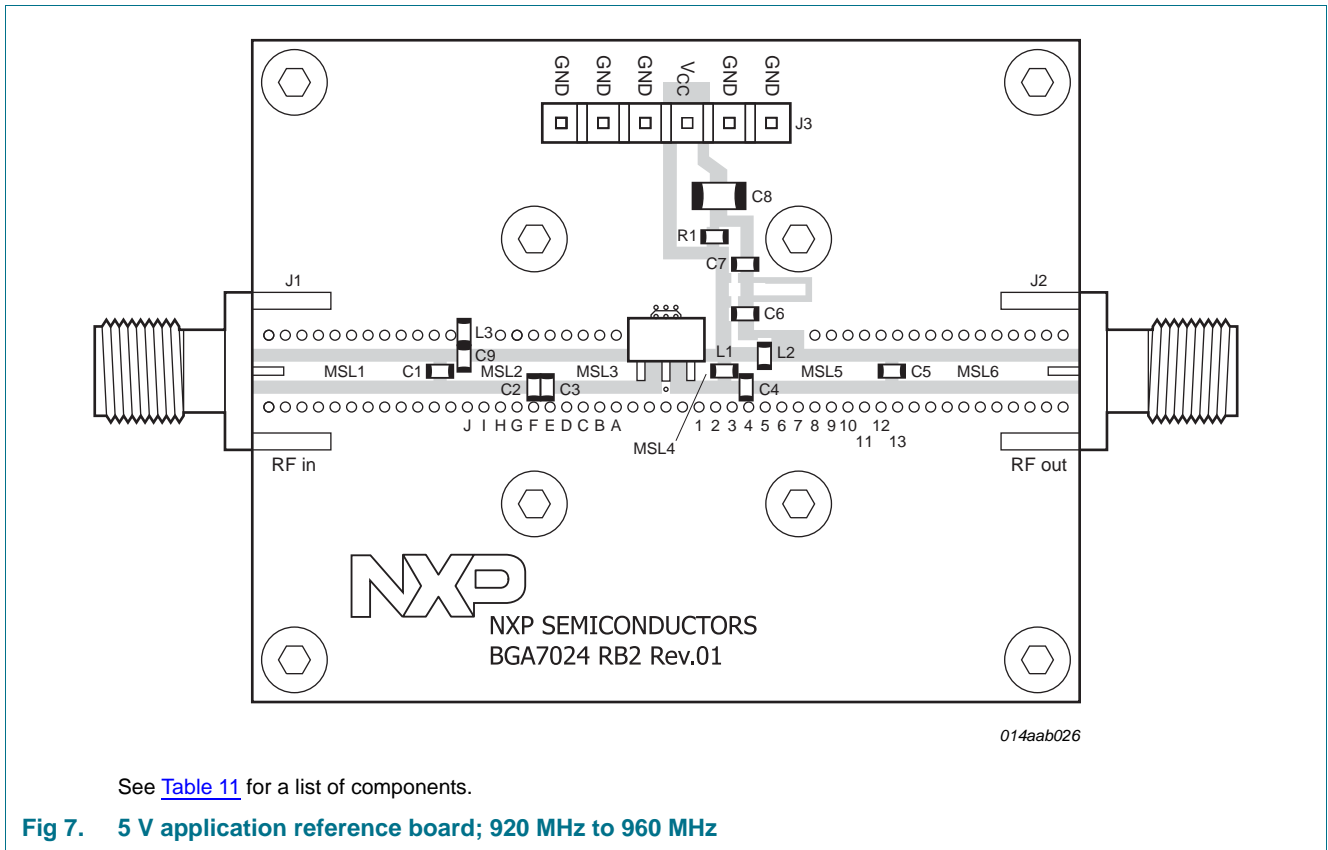 GND GND GND VCC GND GND
J3
C8
R1
C7
J1 J2
C6
L3
C9 L1 L2
MSL1 C1 MSL2 MSL3 MSL5 C5 MSL6
C2 C3 C4
J I H G F E D C B A 1 2 3 4 5 6 7 8 9 10 12
11 13
MSL4
RF in RF out
NXP
NXP SEMICONDUCTORS
BGA7024 RB2 Rev.01
014aab026
See Table 11 for a list of components.
Fig 7. 5 V application reference board; 920 MHz to 960 MHz